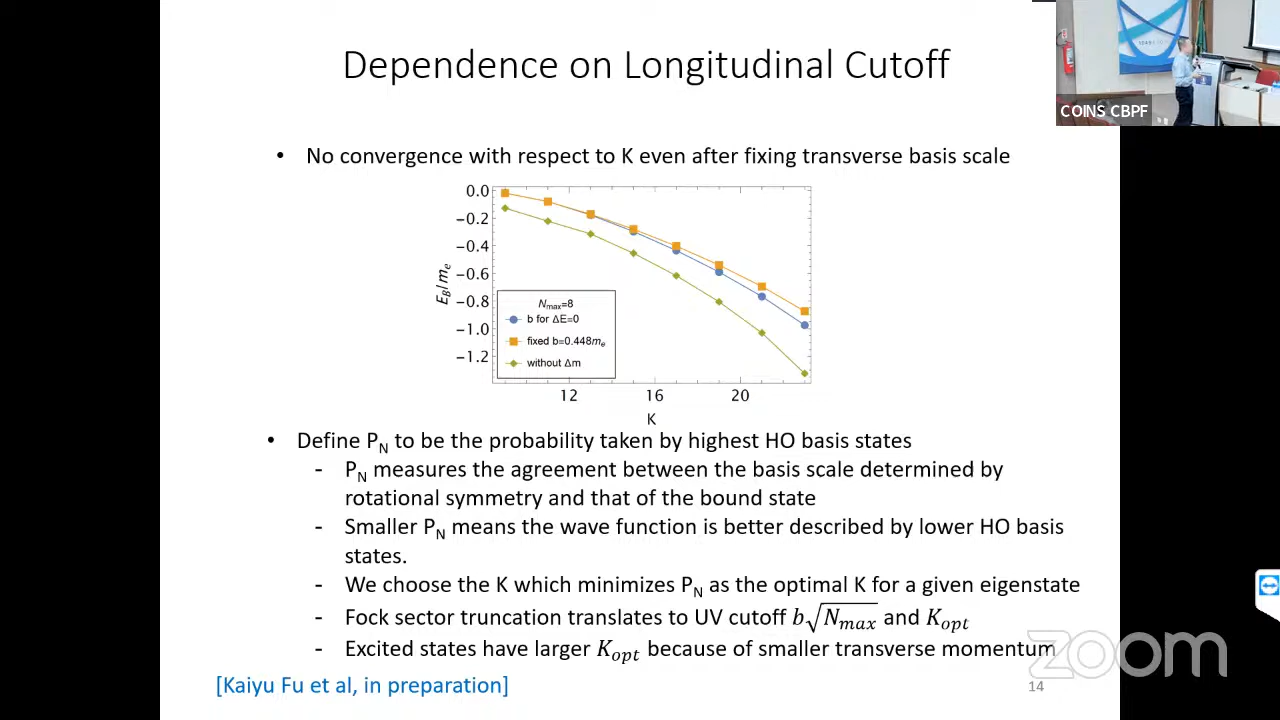 Dependence on Longitudinal Cutoff
COINS CBPF
• No convergence with respect to K even after fixing transverse basis scale
0.0
−0.2
−0.4
−0.6
−0.8
−1.0
−1.2
E_B/m_e
N_max=8
b for ΔE=0
fixed b=0.448m_e
without Δm
12 16 20
K
• Define P_N to be the probability taken by highest HO basis states
- P_N measures the agreement between the basis scale determined by
rotational symmetry and that of the bound state
- Smaller P_N means the wave function is better described by lower HO basis
states.
- We choose the K which minimizes P_N as the optimal K for a given eigenstate
- Fock sector truncation translates to UV cutoff b√N_max and K_opt
- Excited states have larger K_opt because of smaller transverse momentum
zoom
[Kaiyu Fu et al, in preparation]
14